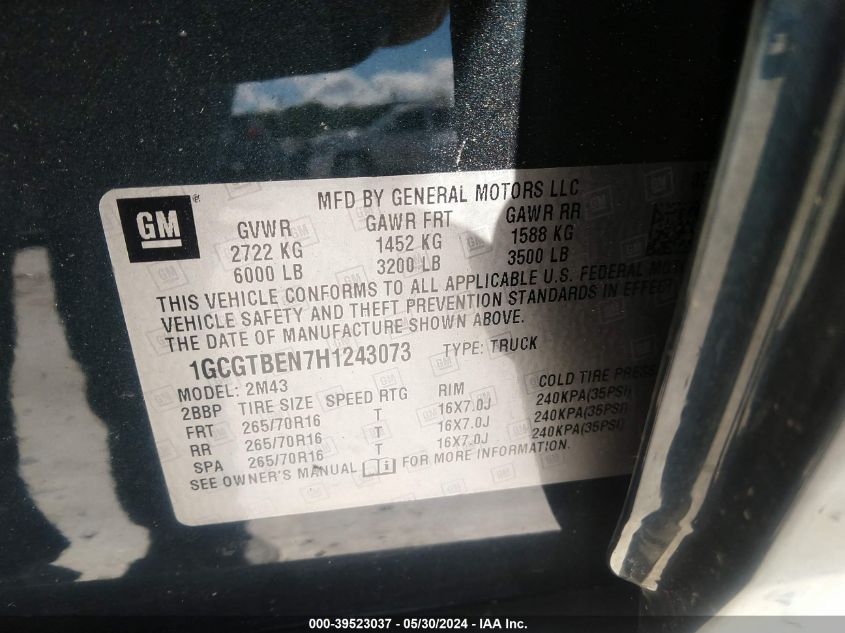 MFD BY GENERAL MOTORS LLC
GM ®
GVWR GAWR FRT GAWR RR
2722 KG 1452 KG 1588 KG
6000 LB 3200 LB 3500 LB
THIS VEHICLE CONFORMS TO ALL APPLICABLE U.S. FEDERAL
VEHICLE SAFETY AND THEFT PREVENTION STANDARDS IN EFFECT
THE DATE OF MANUFACTURE SHOWN ABOVE.
1GCGTBEN7H1243073 TYPE: TRUCK
MODEL: 2M43
2BBP TIRE SIZE SPEED RTG RIM COLD TIRE PRESS
FRT 265/70R16 T 16X7.0J 240KPA(35PSI)
RR 265/70R16 T 16X7.0J 240KPA(35PSI)
SPA 265/70R16 T 16X7.0J 240KPA(35PSI)
SEE OWNER'S MANUAL FOR MORE INFORMATION.
000-39523037 - 05/30/2024 - IAA Inc.